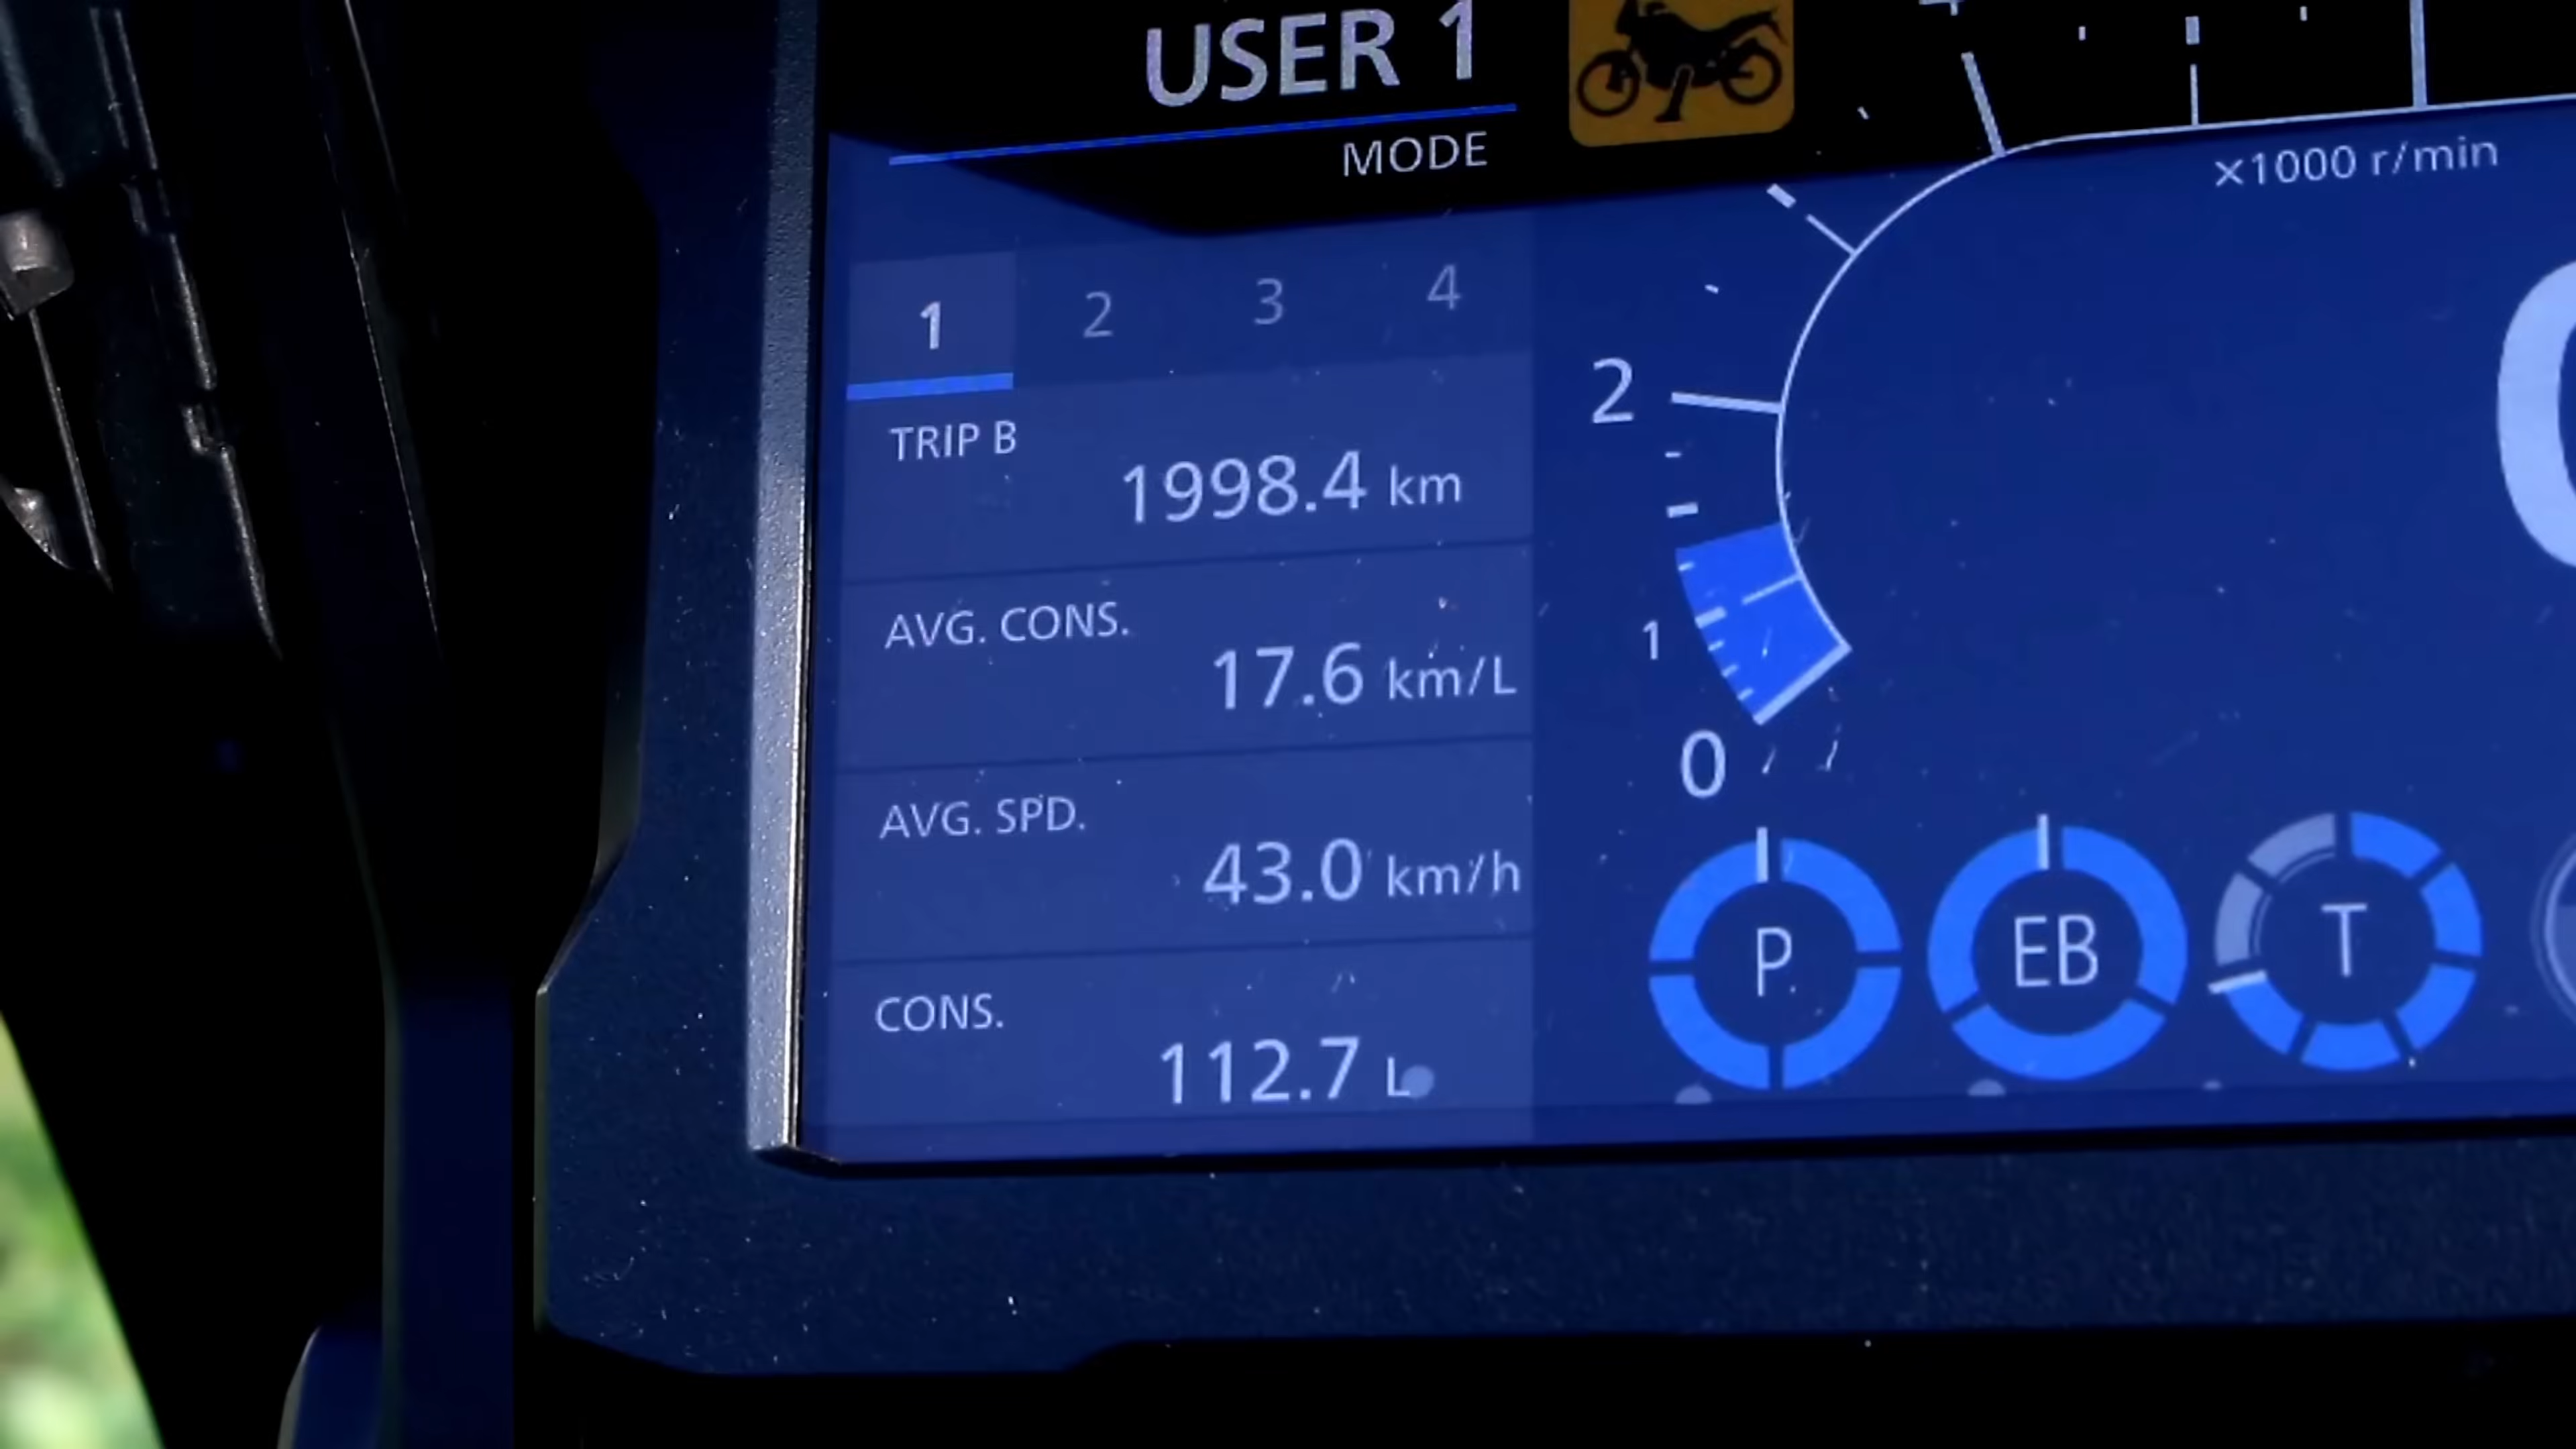 USER 1
MODE
×1000 r/min
1 2 3 4
TRIP B
1998.4 km
AVG. CONS.
17.6 km/L
AVG. SPD.
43.0 km/h
CONS.
112.7 L
2
1
0
0
P EB T